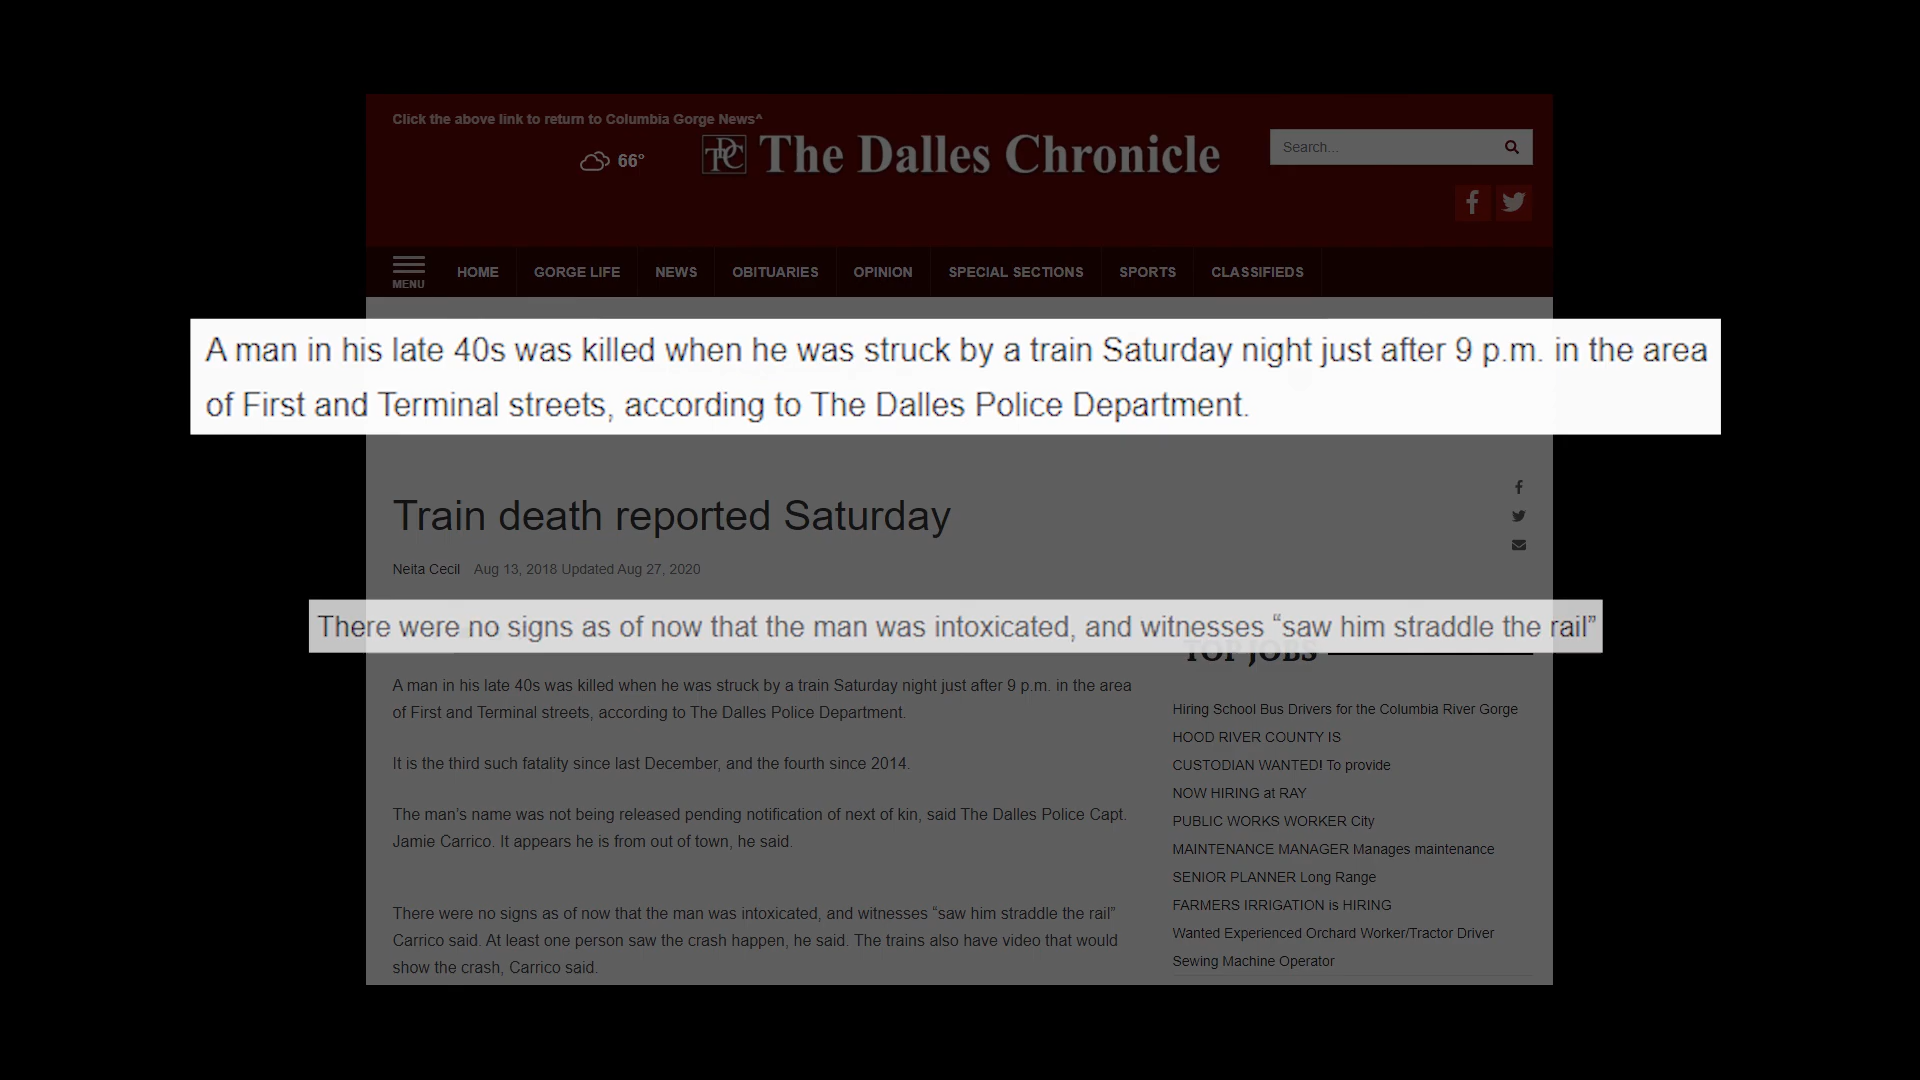 Click the above link to return to Columbia Gorge News^
66°
TDC The Dalles Chronicle
Search...
MENU
HOME
GORGE LIFE
NEWS
OBITUARIES
OPINION
SPECIAL SECTIONS
SPORTS
CLASSIFIEDS
A man in his late 40s was killed when he was struck by a train Saturday night just after 9 p.m. in the area
of First and Terminal streets, according to The Dalles Police Department.
Train death reported Saturday
Neita Cecil Aug 13, 2018 Updated Aug 27, 2020
There were no signs as of now that the man was intoxicated, and witnesses “saw him straddle the rail”
A man in his late 40s was killed when he was struck by a train Saturday night just after 9 p.m. in the area
of First and Terminal streets, according to The Dalles Police Department.
It is the third such fatality since last December, and the fourth since 2014.
The man’s name was not being released pending notification of next of kin, said The Dalles Police Capt.
Jamie Carrico. It appears he is from out of town, he said.
There were no signs as of now that the man was intoxicated, and witnesses “saw him straddle the rail”
Carrico said. At least one person saw the crash happen, he said. The trains also have video that would
show the crash, Carrico said.
TOP JOBS
Hiring School Bus Drivers for the Columbia River Gorge
HOOD RIVER COUNTY IS
CUSTODIAN WANTED! To provide
NOW HIRING at RAY
PUBLIC WORKS WORKER City
MAINTENANCE MANAGER Manages maintenance
SENIOR PLANNER Long Range
FARMERS IRRIGATION is HIRING
Wanted Experienced Orchard Worker/Tractor Driver
Sewing Machine Operator